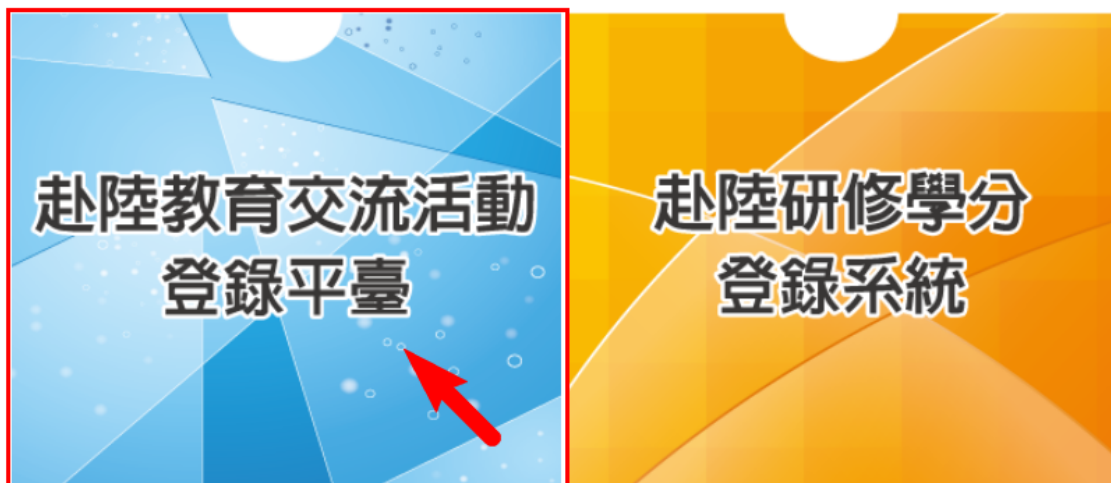 赴陸教育交流活動
登錄平臺
赴陸研修學分
登錄系統